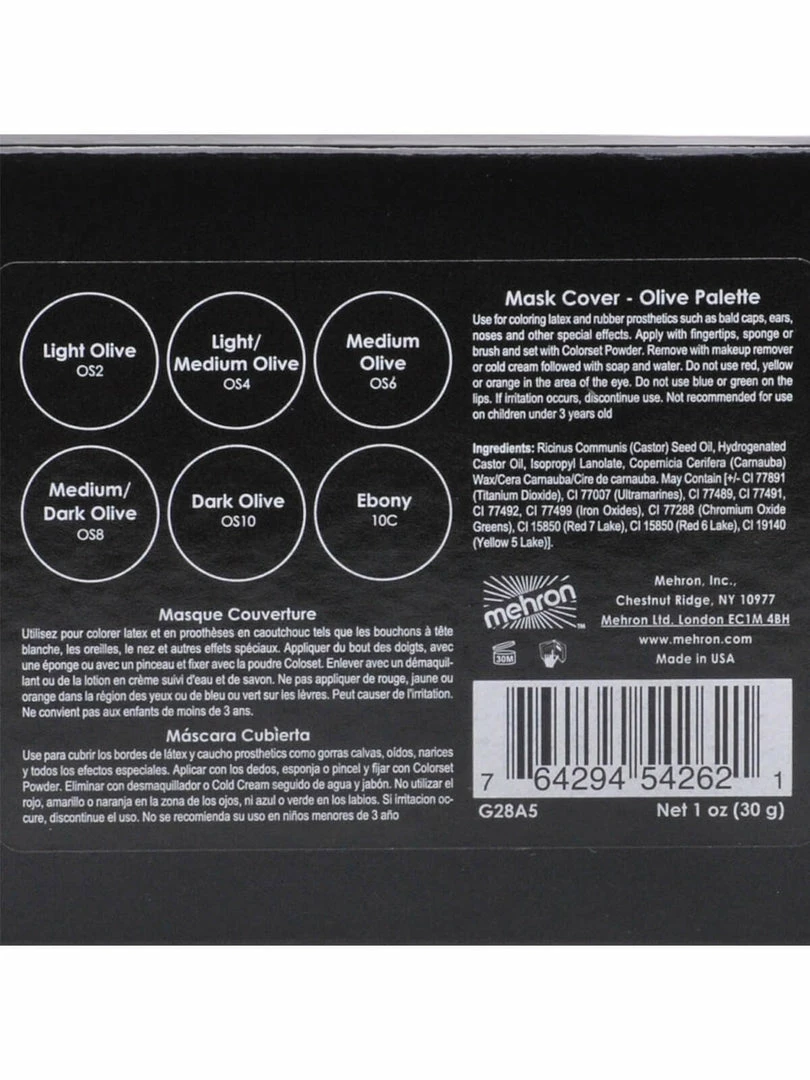 Light Olive
OS2
Light/
Medium Olive
OS4
Medium
Olive
OS6
Medium/
Dark Olive
OS8
Dark Olive
OS10
Ebony
10C
Masque Couverture
Utilisez pour colorer latex et en proothèses en caoutchouc tels que les bouchons à tête
blanche, les oreilles, le nez et autres effets spéciaux. Appliquer du bout des doigts, avec
une éponge ou avec un pinceau et fixer avec la poudre Coloset. Enlever avec un démaquil-
lant ou de la lotion en crème suivi d'eau et de savon. Ne pas appliquer de rouge, jaune ou
orange dans la région des yeux ou de bleu ou vert sur les lèvres. Peut causer de l'irritation.
Ne convient pas aux enfants de moins de 3 ans.
Máscara Cubìerta
Use para cubrir los bordes de látex y caucho prosthetics como gorras calvas, oídos, narices
y todos los efectos especiales. Aplicar con los dedos, esponja o pincel y fijar con Colorset
Powder. Eliminar con desmaquillador o Cold Cream seguido de agua y jabón. No utilizar el
rojo, amarillo o naranja en la zona de los ojos, ni azul o verde en los labios. Si irritacion oc-
cure, discontinue el uso. No se recomienda su uso en niños menores de 3 año
Mask Cover - Olive Palette
Use for coloring latex and rubber prosthetics such as bald caps, ears,
noses and other special effects. Apply with fingertips, sponge or
brush and set with Colorset Powder. Remove with makeup remover
or cold cream followed with soap and water. Do not use red, yellow
or orange in the area of the eye. Do not use blue or green on the
lips. If irritation occurs, discontinue use. Not recommended for use
on children under 3 years old
Ingredients: Ricinus Communis (Castor) Seed Oil, Hydrogenated
Castor Oil, Isopropyl Lanolate, Copernicia Cerifera (Carnauba)
Wax/Cera Carnauba/Cire de carnauba. May Contain [+/- CI 77891
(Titanium Dioxide), CI 77007 (Ultramarines), CI 77489, CI 77491,
CI 77492, CI 77499 (Iron Oxides), CI 77288 (Chromium Oxide
Greens), CI 15850 (Red 7 Lake), CI 15850 (Red 6 Lake), CI 19140
(Yellow 5 Lake)].
mehron™
30M
Mehron, Inc.,
Chestnut Ridge, NY 10977
Mehron Ltd. London EC1M 4BH
www.mehron.com
Made in USA
7 64294 54262 1
G28A5
Net 1 oz (30 g)